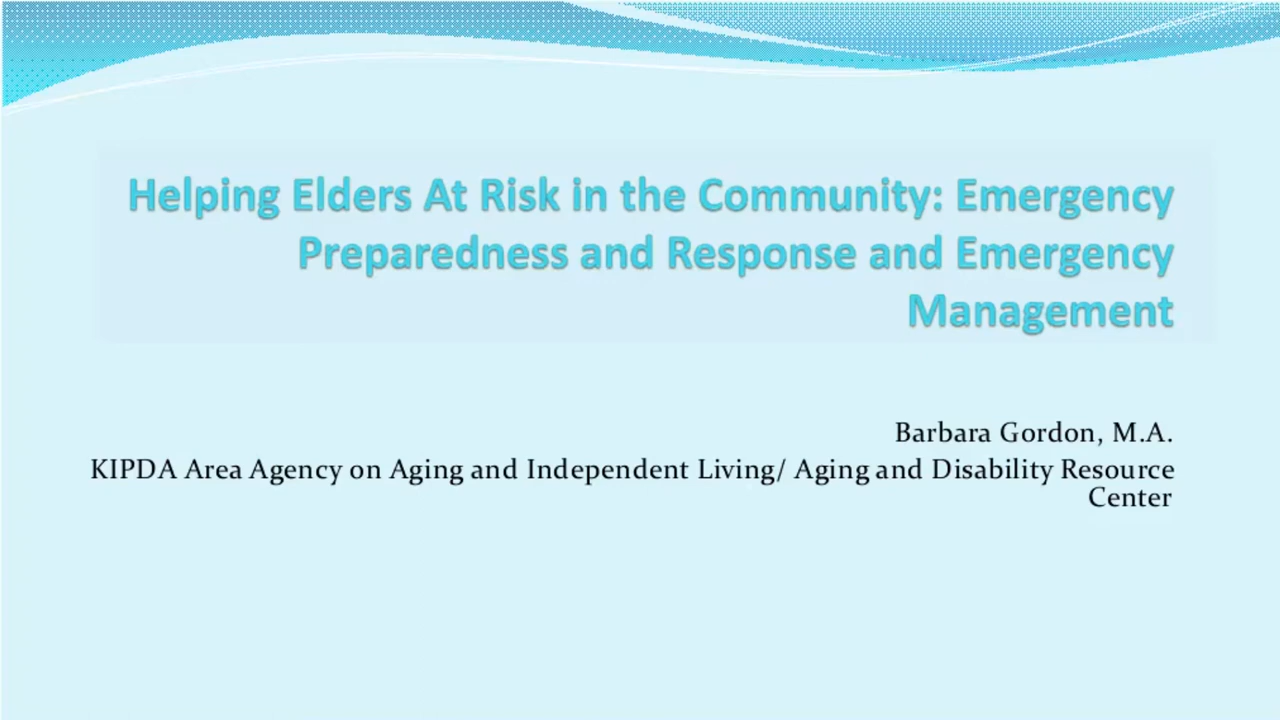 Helping Elders At Risk in the Community: Emergency
Preparedness and Response and Emergency
Management
Barbara Gordon, M.A.
KIPDA Area Agency on Aging and Independent Living/ Aging and Disability Resource
Center